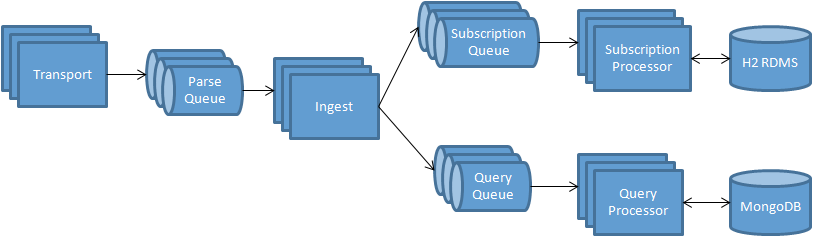 Transport
Parse
Queue
Ingest
Subscription
Queue
Subscription
Processor
H2 RDMS
Query
Queue
Query
Processor
MongoDB